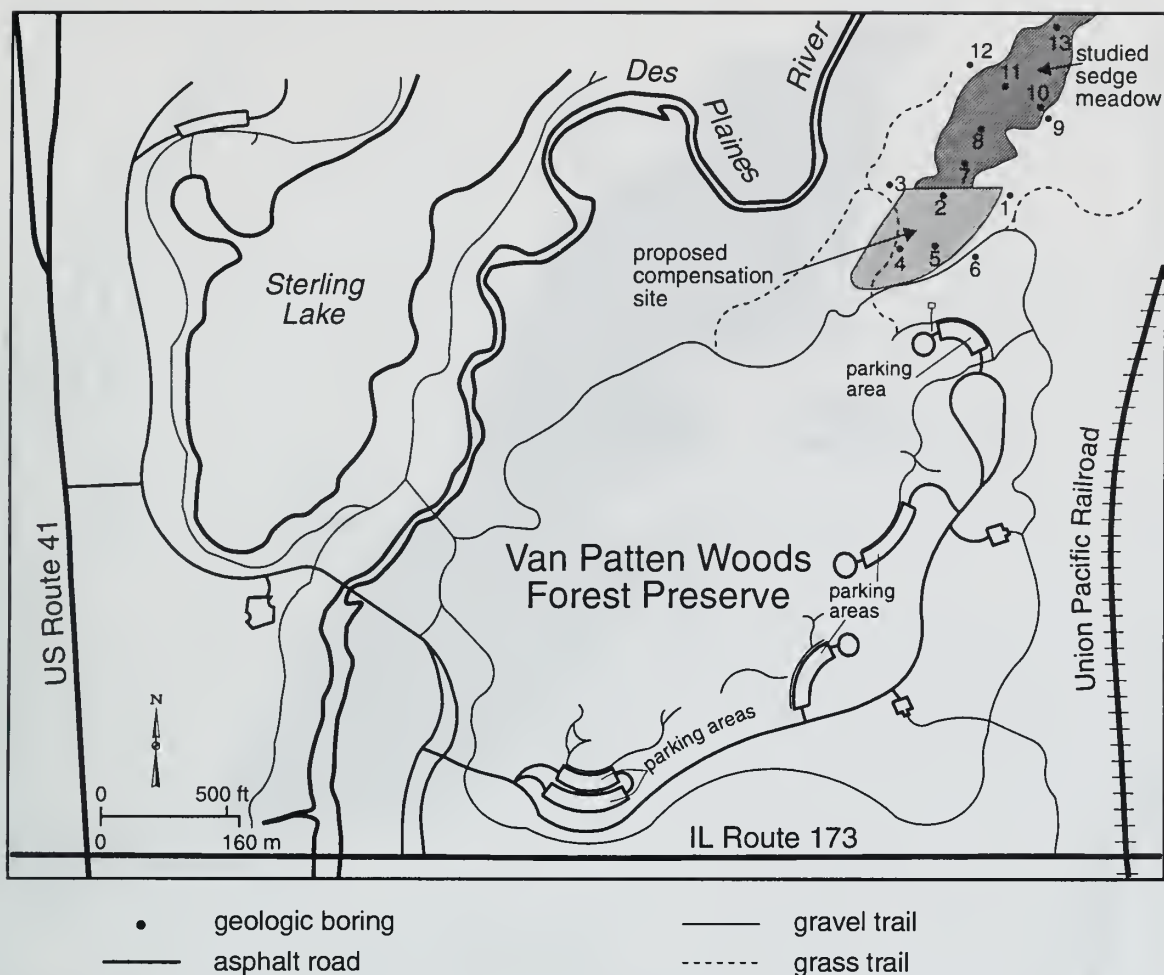 Des
Plaines
River
12
13
studied
sedge
meadow
11
10
9
8
7
3
2
1
proposed
compensation
site
4
5
6
Sterling
Lake
parking
area
US Route 41
Van Patten Woods
Forest Preserve
parking
areas
Union Pacific Railroad
parking areas
N
0 500 ft
0 160 m
IL Route 173
geologic boring
gravel trail
asphalt road
grass trail